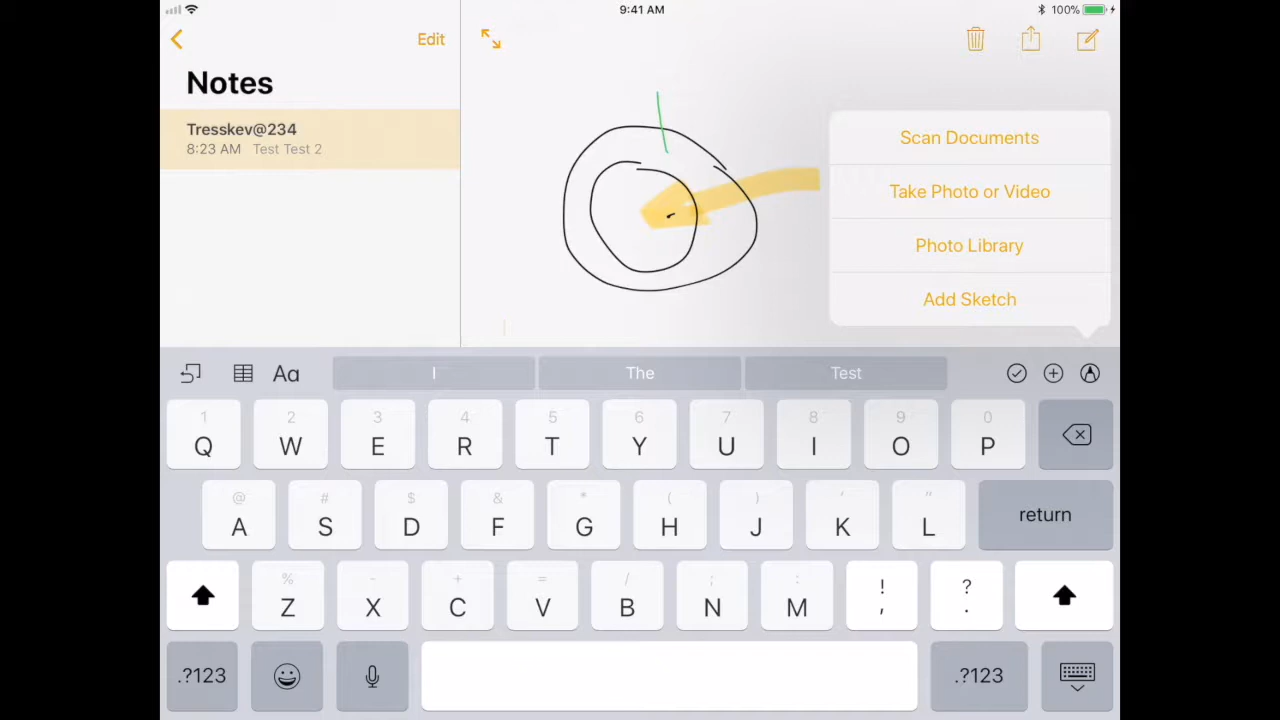 9:41 AM
100%
Edit
Notes
Tresskev@234
8:23 AM Test Test 2
Scan Documents
Take Photo or Video
Photo Library
Add Sketch
Aa I The Test
1 2 3 4 5 6 7 8 9 0
Q W E R T Y U I O P
@ # $ & * ( ) ' "
A S D F G H J K L return
% - + = / ; : ! ?
Z X C V B N M , .
.?123 .?123